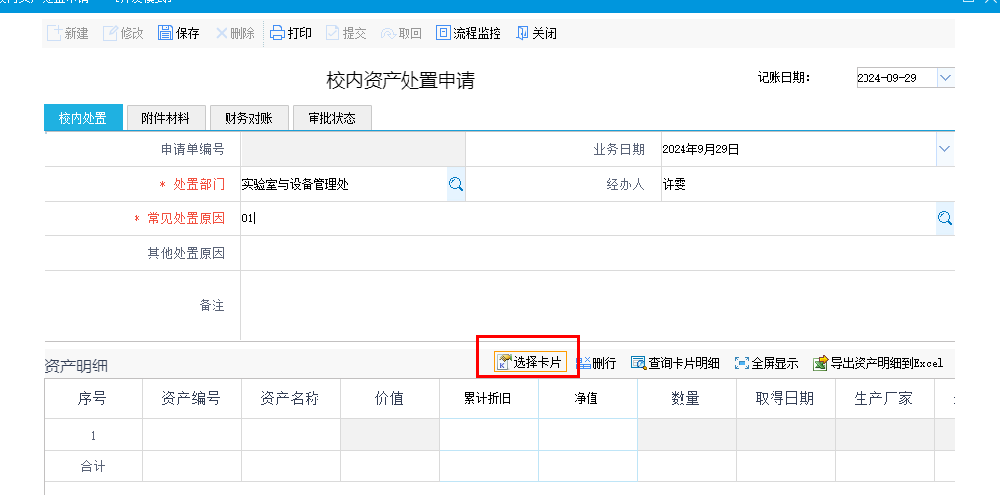 新建 修改 保存 删除 打印 提交 取回 流程监控 关闭
校内资产处置申请 记账日期: 2024-09-29
校内处置 附件材料 财务对账 审批状态
申请单编号 业务日期 2024年9月29日
* 处置部门 实验室与设备管理处 经办人 许雯
* 常见处置原因 01
其他处置原因
备注
资产明细 选择卡片 删行 查询卡片明细 全屏显示 导出资产明细到Excel
序号 资产编号 资产名称 价值 累计折旧 净值 数量 取得日期 生产厂家
1
合计